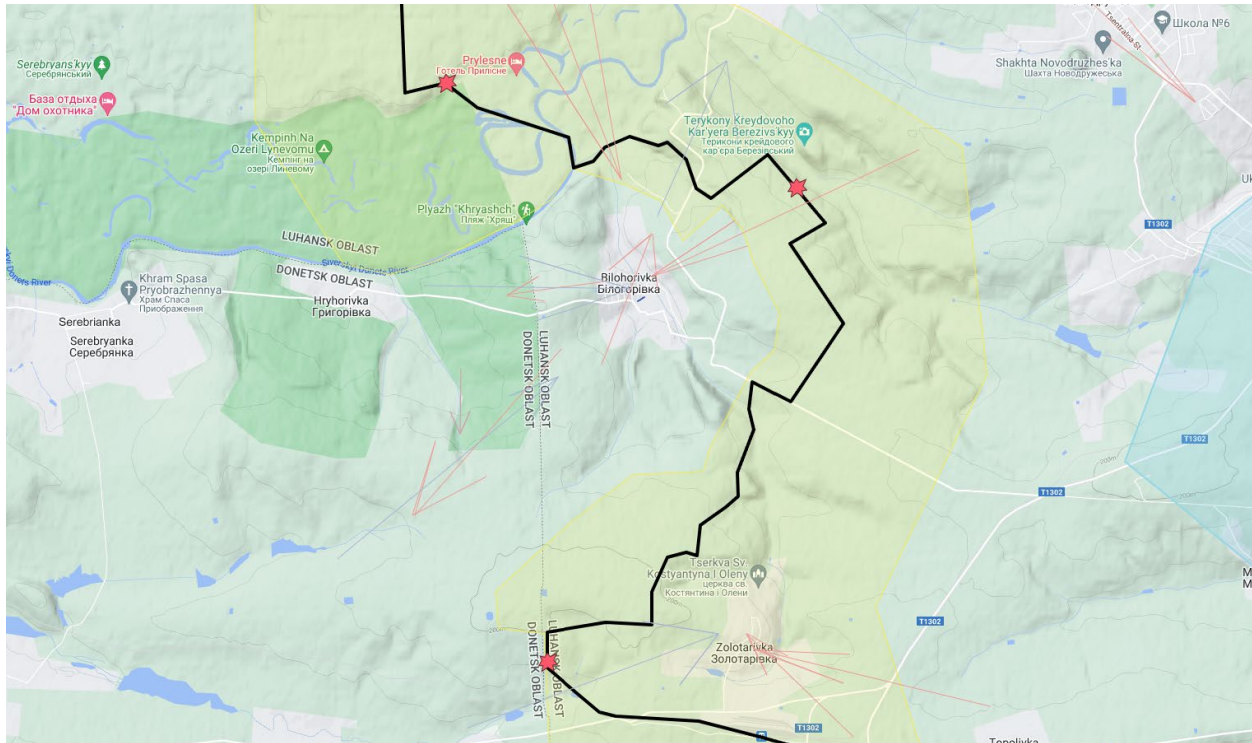 Школа №6
Tsentralna St
Serebryans'kyy
Серебрянський
Prylesne
Готель Прилісне
Shakhta Novodruzhes'ka
Шахта Новодружеська
База отдыха
"Дом охотника"
Terykony Kreydovoho
Kar'yera Berezivs'kyy
Терикони крейдового
кар'єра Березівський
Kempinh Na
Ozeri Lynevomu
Кемпінг на
озері Линевому
Plyazh "Khryashch"
Пляж "Хрящ"
T1302
LUHANSK OBLAST
Siverskyi Donets River
DONETSK OBLAST
Donets River
Khram Spasa
Pryobrazhennya
Храм Спаса
Приображення
Bilohorivka
Білогорівка
Hryhorivka
Григорівка
Serebrianka
Serebryanka
Серебрянка
LUHANSK OBLAST
DONETSK OBLAST
T1302
T1302
Tserkva Sv
Kostyantyna I Oleny
церква св.
Костянтина і Олени
T1302
LUHANSK OBLAST
DONETSK OBLAST
Zolotarivka
Золотарівка
T1302
Topolivka